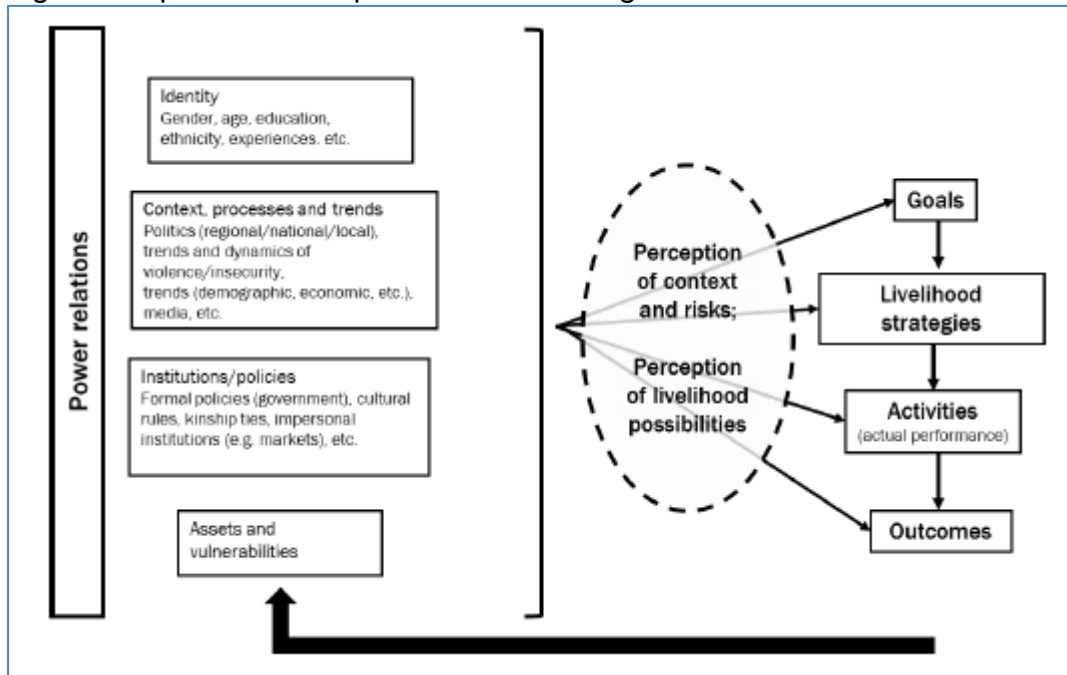 Power relations
Identity
Gender, age, education,
ethnicity, experiences. etc.
Context, processes and trends
Politics (regional/national/local),
trends and dynamics of
violence/insecurity,
trends (demographic, economic, etc.),
media, etc.
Institutions/policies
Formal policies (government), cultural
rules, kinship ties, impersonal
institutions (e.g. markets), etc.
Assets and
vulnerabilities
Perception
of context
and risks;
Perception
of livelihood
possibilities
Goals
Livelihood
strategies
Activities
(actual performance)
Outcomes